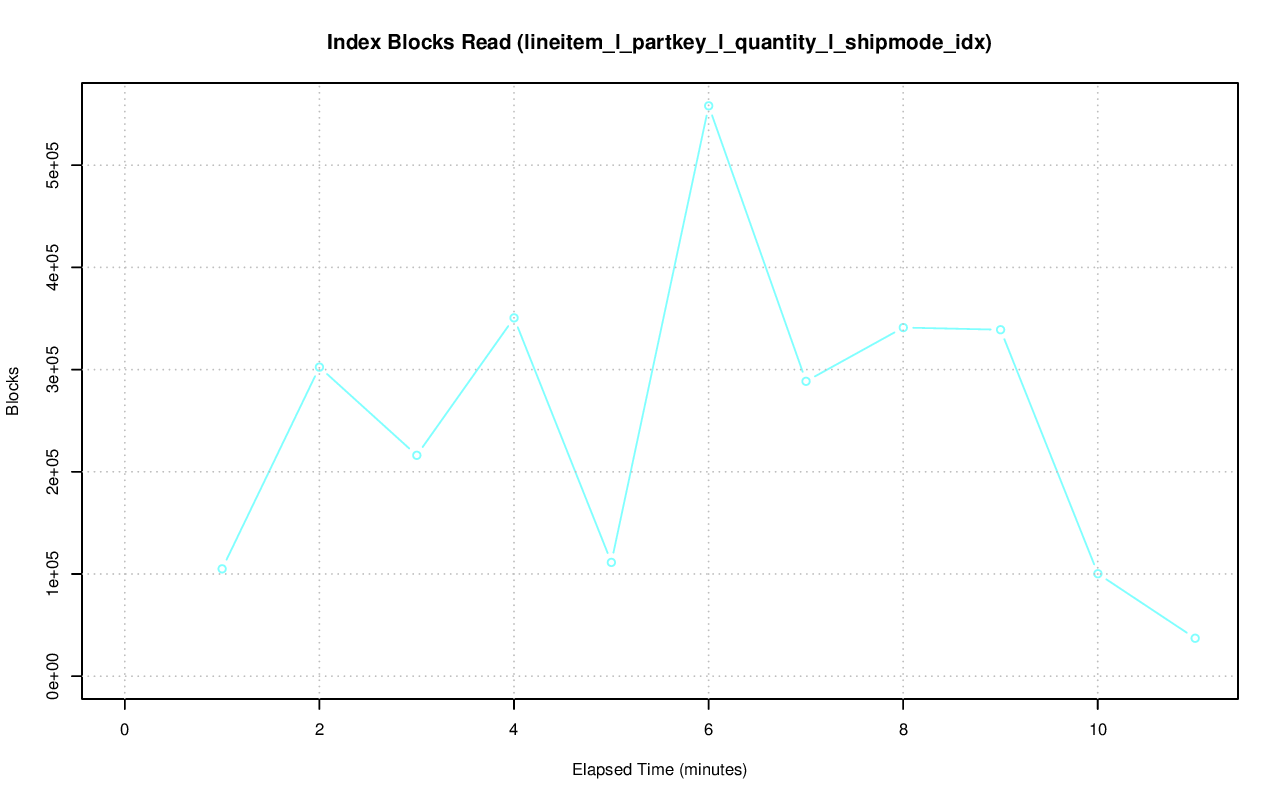 Index Blocks Read (lineitem_l_partkey_l_quantity_l_shipmode_idx)
Blocks
5e+05
4e+05
3e+05
2e+05
1e+05
0e+00
0 2 4 6 8 10
Elapsed Time (minutes)